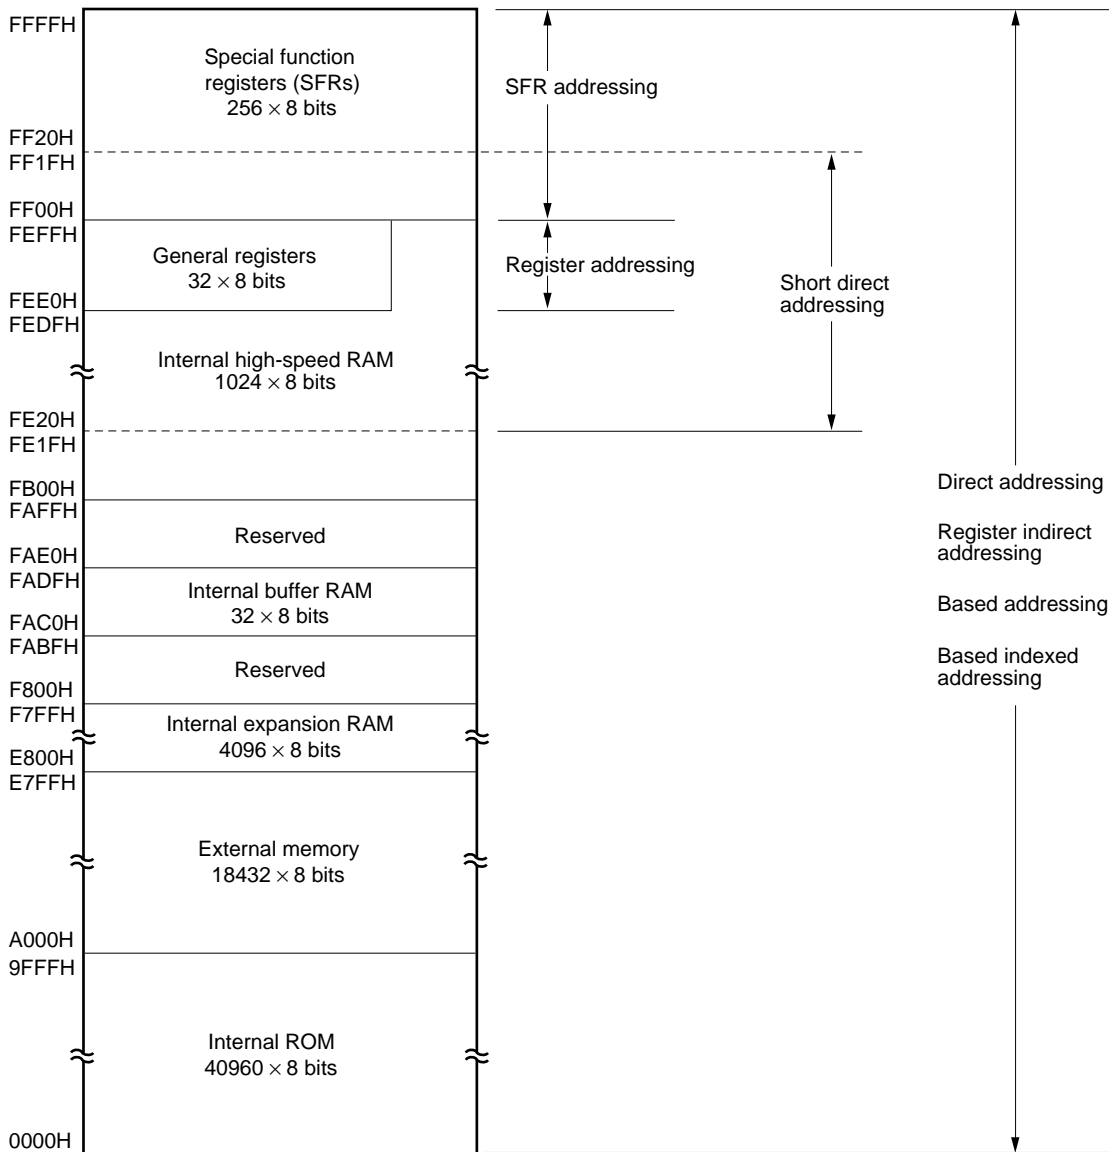 FFFFH
Special function
registers (SFRs)
256 × 8 bits
SFR addressing
FF20H
FF1FH
FF00H
FEFFH
General registers
32 × 8 bits
Register addressing
Short direct
addressing
FEE0H
FEDFH
Internal high-speed RAM
1024 × 8 bits
FE20H
FE1FH
FB00H
FAFFH
Reserved
FAE0H
FADFH
Internal buffer RAM
32 × 8 bits
FAC0H
FABFH
Reserved
F800H
F7FFH
Internal expansion RAM
4096 × 8 bits
E800H
E7FFH
Direct addressing
Register indirect
addressing
Based addressing
Based indexed
addressing
External memory
18432 × 8 bits
A000H
9FFFH
Internal ROM
40960 × 8 bits
0000H